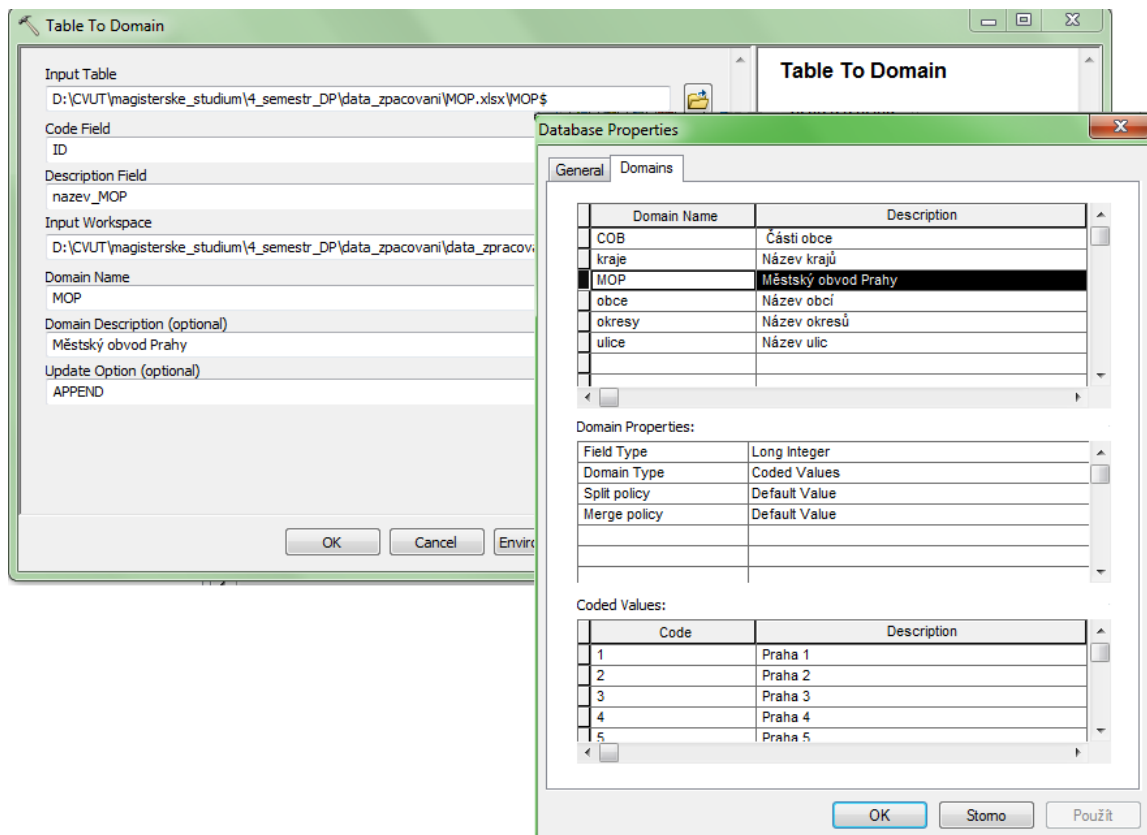 Table To Domain
Input Table
D:\CVUT\magisterske_studium\4_semestr_DP\data_zpacovani\MOP.xlsx\MOP$
Code Field
ID
Description Field
nazev_MOP
Input Workspace
D:\CVUT\magisterske_studium\4_semestr_DP\data_zpacovani\data_zpracova
Domain Name
MOP
Domain Description (optional)
Městský obvod Prahy
Update Option (optional)
APPEND
OK Cancel Enviro
Table To Domain
Database Properties
General Domains
Domain Name Description
COB Části obce
kraje Název krajů
MOP Městský obvod Prahy
obce Název obcí
okresy Název okresů
ulice Název ulic
Domain Properties:
Field Type Long Integer
Domain Type Coded Values
Split policy Default Value
Merge policy Default Value
Coded Values:
Code Description
1 Praha 1
2 Praha 2
3 Praha 3
4 Praha 4
5 Praha 5
OK Storno Použít